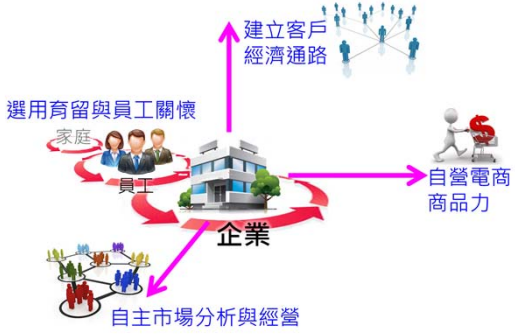 建立客戶
經濟通路
選用育留與員工關懷
家庭
員工
自營電商
商品力
企業
自主市場分析與經營